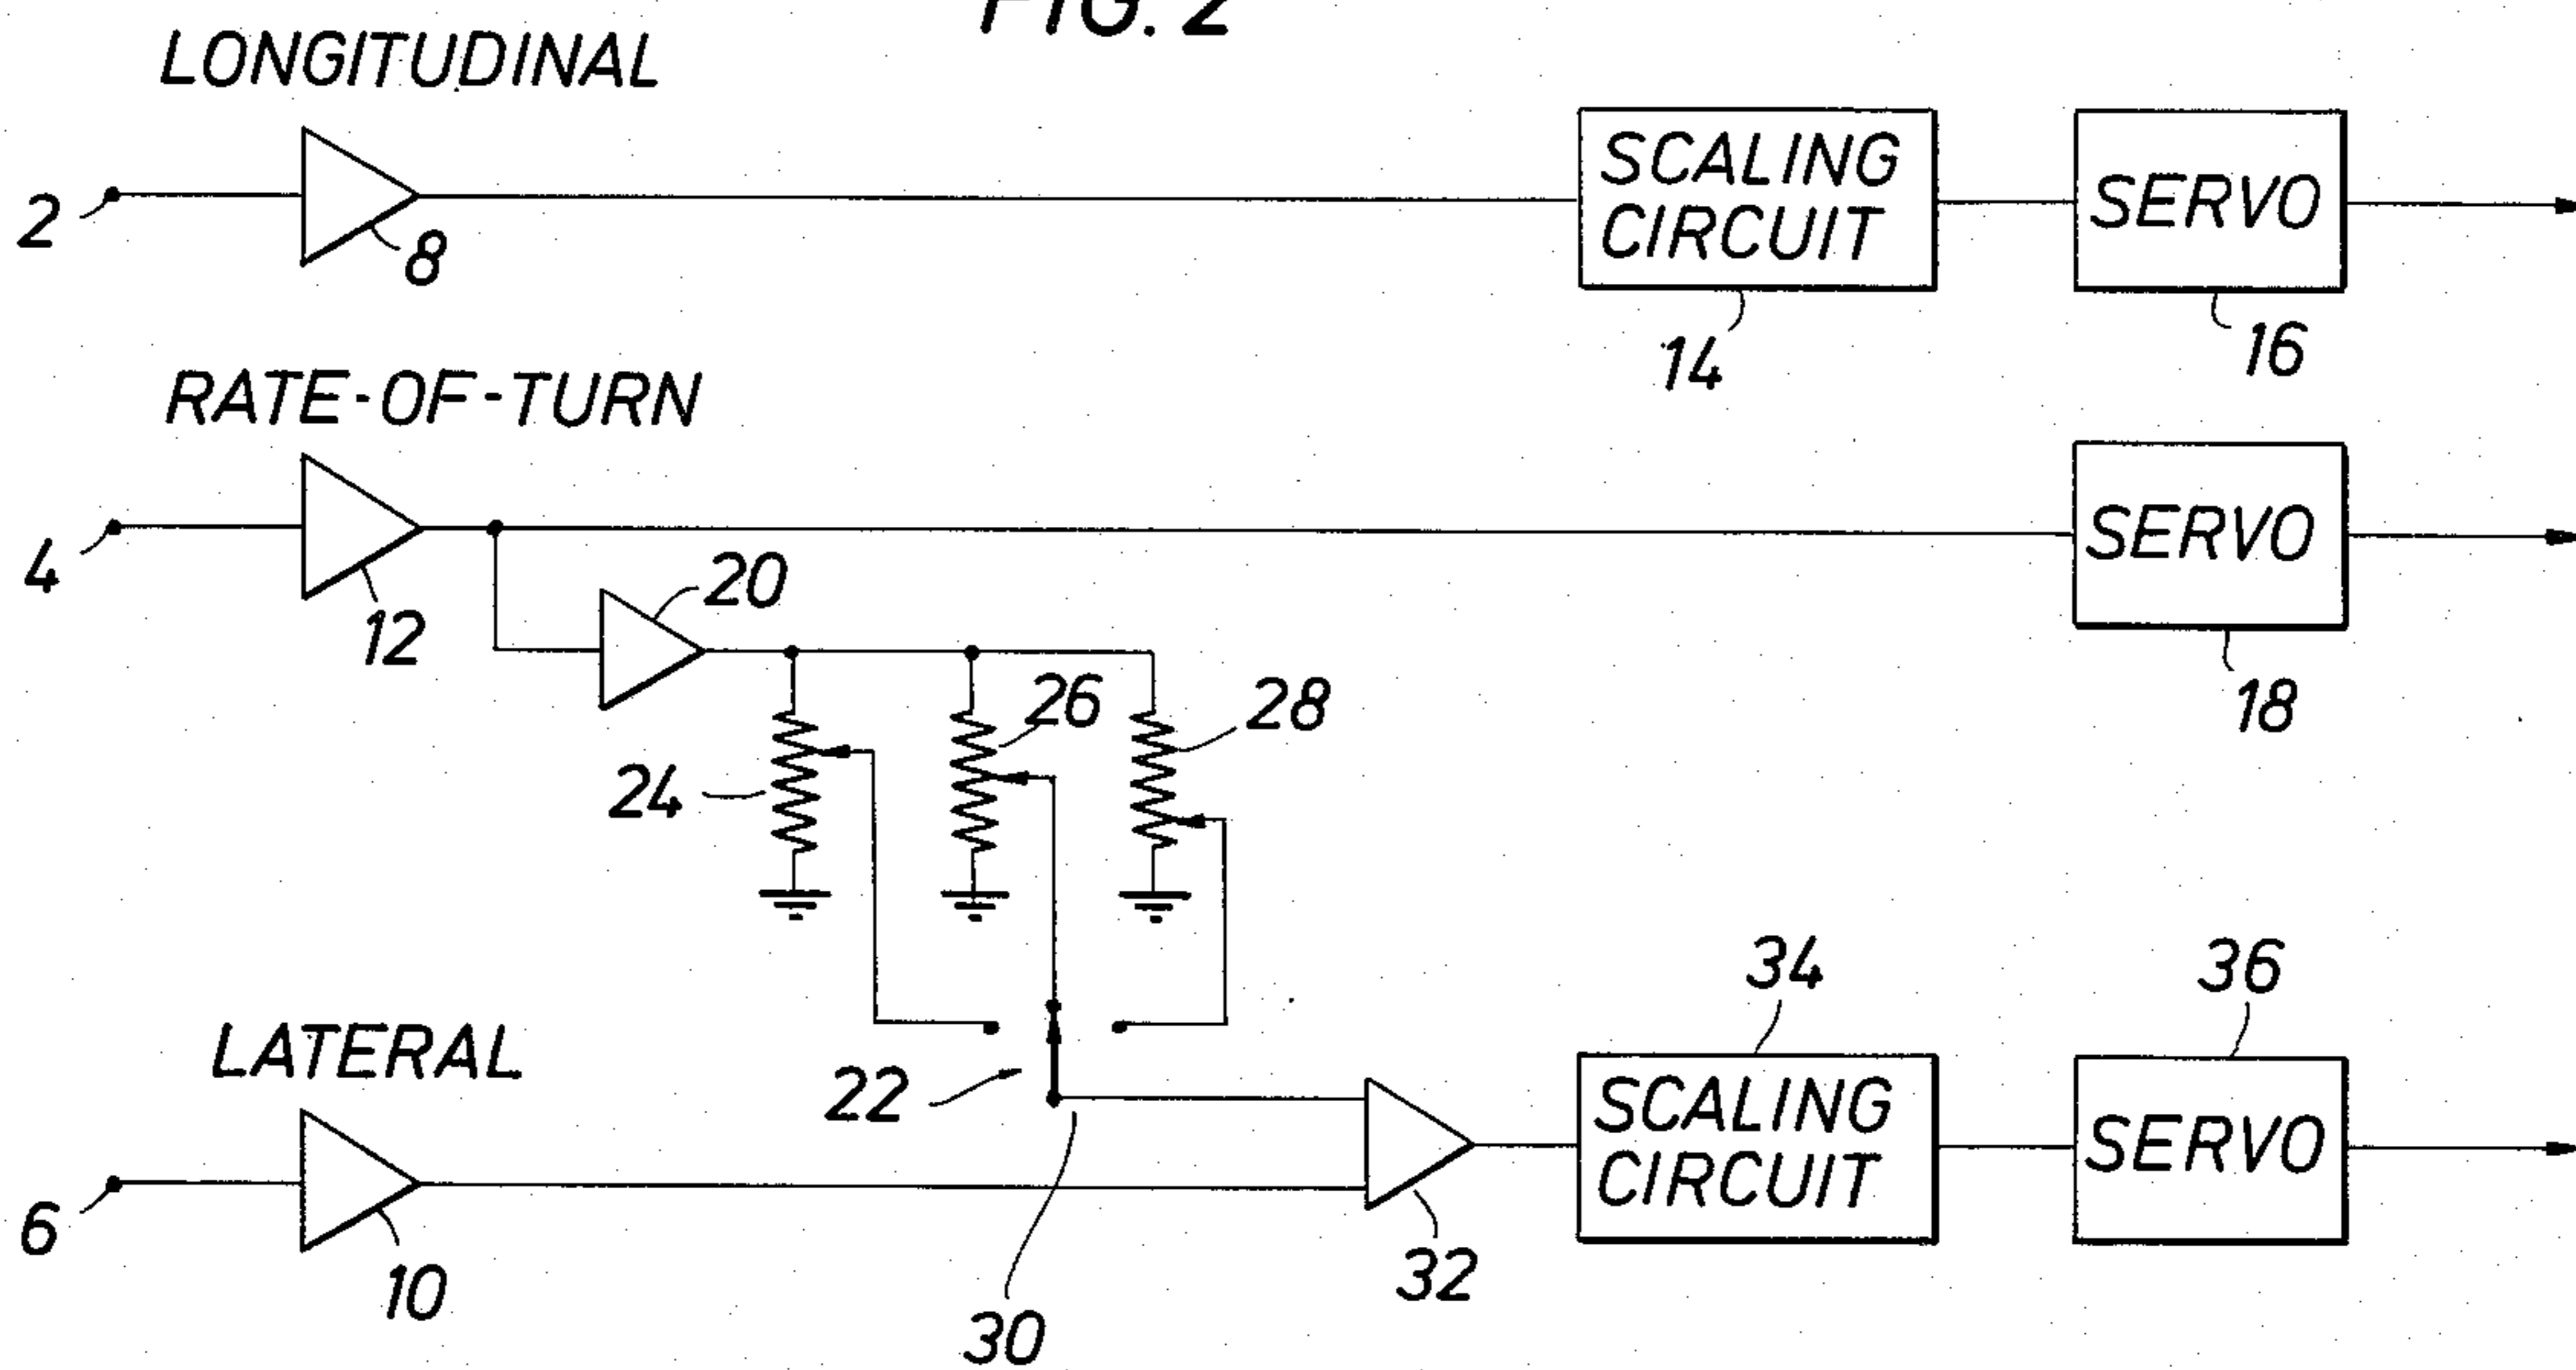 FIG. 2
LONGITUDINAL
2
8
SCALING
CIRCUIT
14
SERVO
16
RATE-OF-TURN
4
12
20
SERVO
18
24
26
28
LATERAL
6
10
22
30
32
34
SCALING
CIRCUIT
36
SERVO